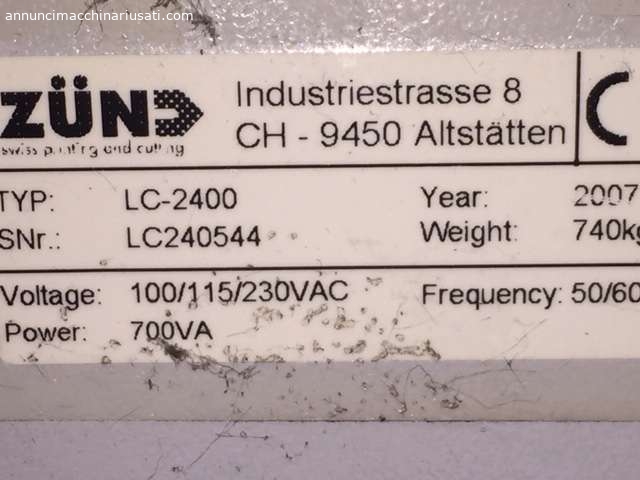 annuncimacchinariusati.com
ZÜND
swiss printing and cutting
Industriestrasse 8
CH - 9450 Altstätten
TYP: LC-2400 Year: 2007
SNr.: LC240544 Weight: 740kg
Voltage: 100/115/230VAC Frequency: 50/60
Power: 700VA